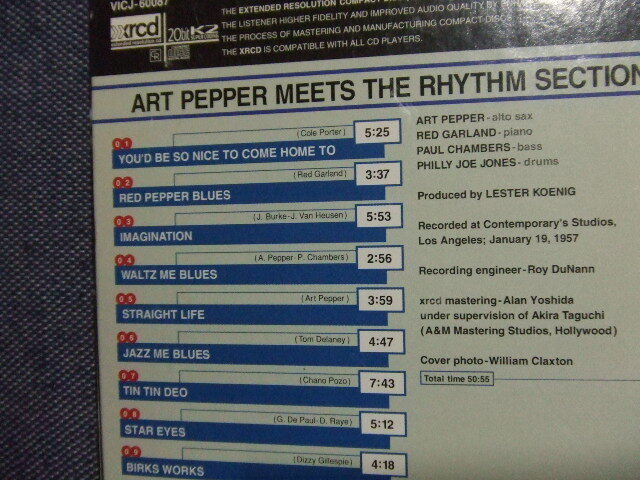 VICJ-60087
xrcd
extended resolution cd
20bit K2
THE EXTENDED RESOLUTION COMPACT
THE LISTENER HIGHER FIDELITY AND IMPROVED AUDIO QUALITY
THE PROCESS OF MASTERING AND MANUFACTURING COMPACT DISC
THE XRCD IS COMPATIBLE WITH ALL CD PLAYERS.
ART PEPPER MEETS THE RHYTHM SECTION
01 (Cole Porter) 5:25
YOU'D BE SO NICE TO COME HOME TO
02 (Red Garland) 3:37
RED PEPPER BLUES
03 (J. Burke-J. Van Heusen) 5:53
IMAGINATION
04 (A. Pepper-P. Chambers) 2:56
WALTZ ME BLUES
05 (Art Pepper) 3:59
STRAIGHT LIFE
06 (Tom Delaney) 4:47
JAZZ ME BLUES
07 (Chano Pozo) 7:43
TIN TIN DEO
08 (G. De Paul-D. Raye) 5:12
STAR EYES
09 (Dizzy Gillespie) 4:18
BIRKS WORKS
ART PEPPER-alto sax
RED GARLAND-piano
PAUL CHAMBERS-bass
PHILLY JOE JONES-drums
Produced by LESTER KOENIG
Recorded at Contemporary's Studios,
Los Angeles; January 19, 1957
Recording engineer-Roy DuNann
xrcd mastering-Alan Yoshida
under supervision of Akira Taguchi
(A&M Mastering Studios, Hollywood)
Cover photo-William Claxton
Total time 50:55